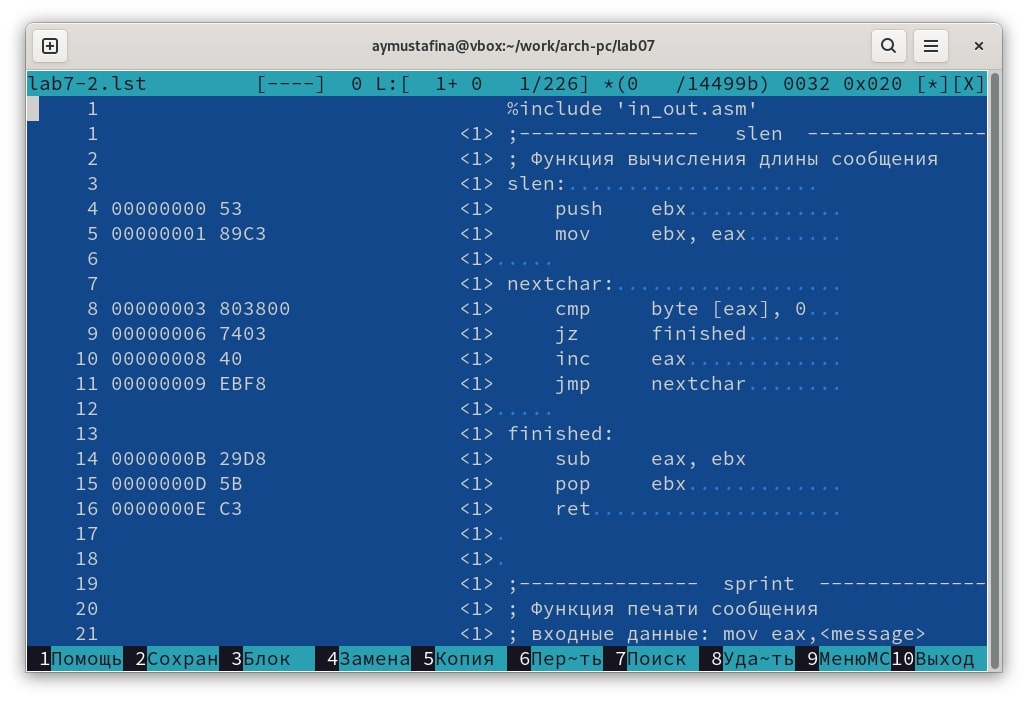 aymustafina@vbox:~/work/arch-pc/lab07
lab7-2.lst [----] 0 L:[ 1+ 0 1/226] *(0 /14499b) 0032 0x020 [*][X]
1 %include 'in_out.asm'
1 <1> ;--------------- slen ---------------
2 <1> ; Функция вычисления длины сообщения
3 <1> slen:.....................
4 00000000 53 <1> push ebx.............
5 00000001 89C3 <1> mov ebx, eax........
6 <1>.....
7 <1> nextchar:...................
8 00000003 803800 <1> cmp byte [eax], 0...
9 00000006 7403 <1> jz finished........
10 00000008 40 <1> inc eax.............
11 00000009 EBF8 <1> jmp nextchar........
12 <1>.....
13 <1> finished:
14 0000000B 29D8 <1> sub eax, ebx
15 0000000D 5B <1> pop ebx.............
16 0000000E C3 <1> ret.....................
17 <1>.
18 <1>.
19 <1> ;--------------- sprint --------------
20 <1> ; Функция печати сообщения
21 <1> ; входные данные: mov eax,<message>
1Помощь 2Сохран 3Блок 4Замена 5Копия 6Пер~ть 7Поиск 8Уда~ть 9МенюМС 10Выход